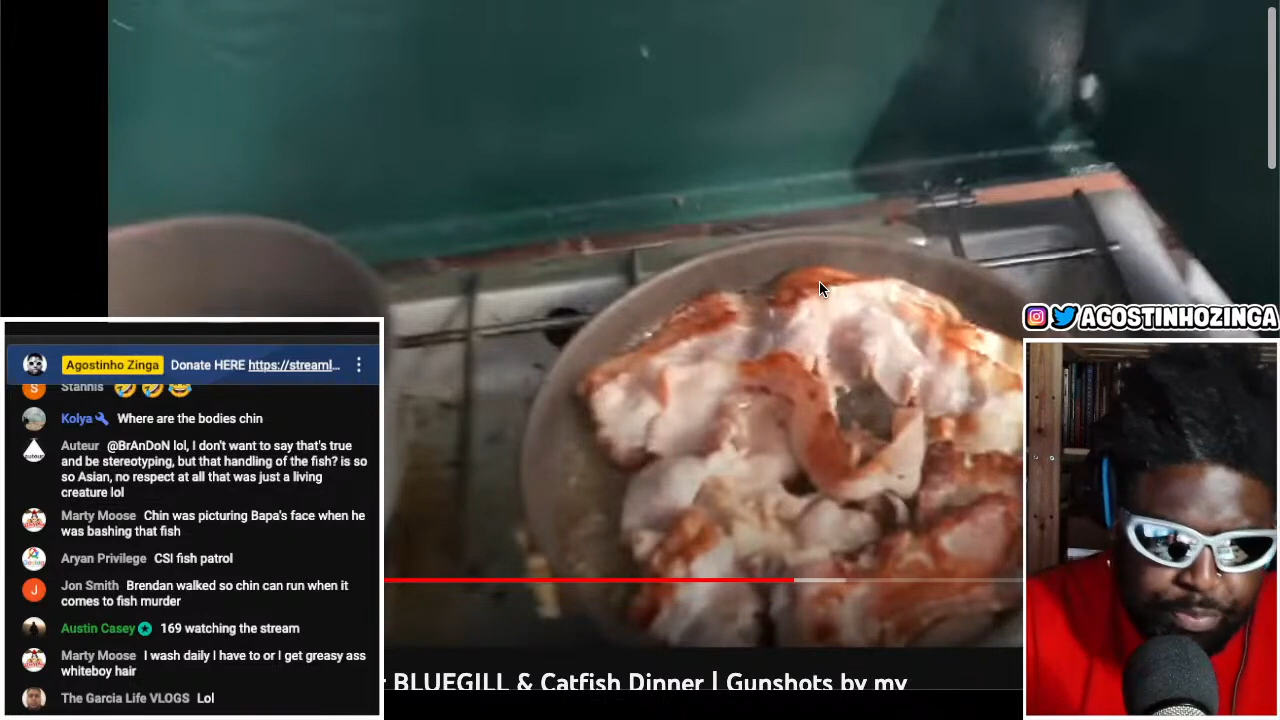 Agostinho Zinga Donate HERE https://streaml...
Stannis
Kolya Where are the bodies chin
Auteur @BrAnDoN lol, I don't want to say that's true
and be stereotyping, but that handling of the fish? is so
so Asian, no respect at all that was just a living
creature lol
Marty Moose Chin was picturing Bapa's face when he
was bashing that fish
Aryan Privilege CSI fish patrol
Jon Smith Brendan walked so chin can run when it
comes to fish murder
Austin Casey 169 watching the stream
Marty Moose I wash daily I have to or I get greasy ass
whiteboy hair
The Garcia Life VLOGS Lol
BLUEGILL & Catfish Dinner | Gunshots by my
AGOSTINHOZINGA